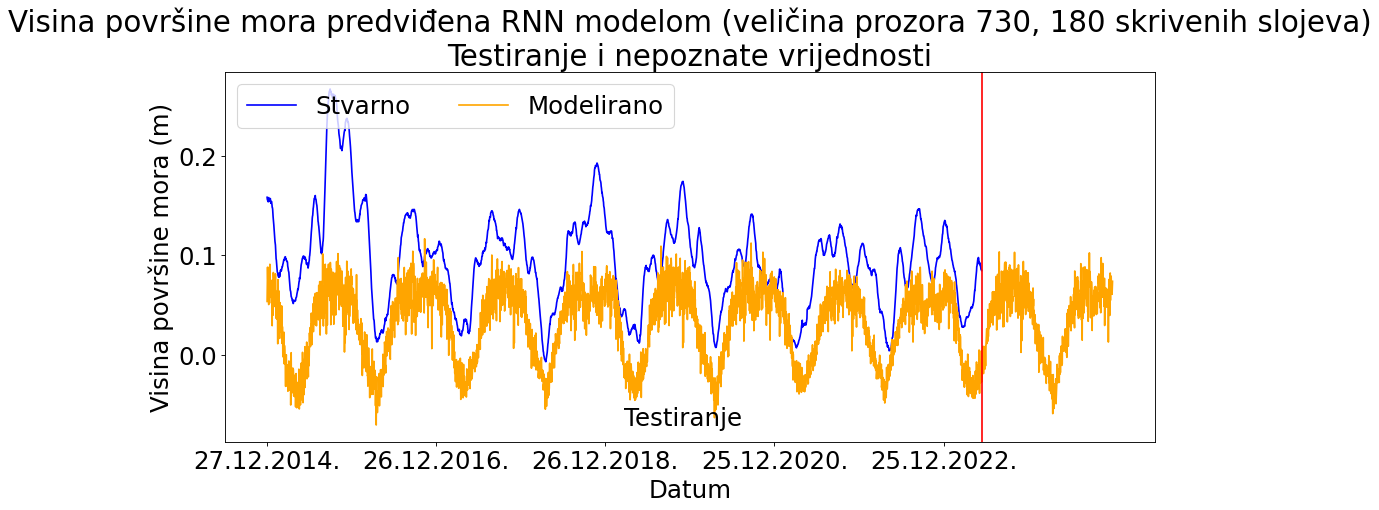 Visina površine mora predviđena RNN modelom (veličina prozora 730, 180 skrivenih slojeva)
Testiranje i nepoznate vrijednosti
Stvarno Modelirano
Visina površine mora (m)
0.2
0.1
0.0
Testiranje
27.12.2014. 26.12.2016. 26.12.2018. 25.12.2020. 25.12.2022.
Datum